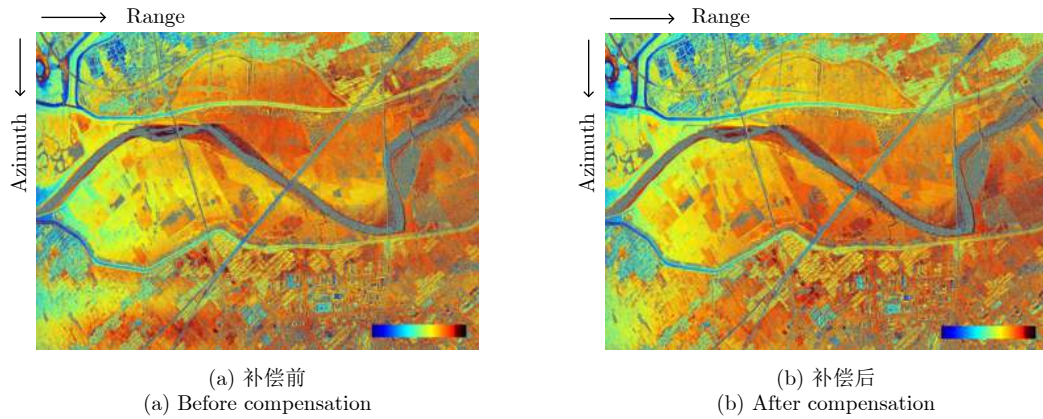 Range
Azimuth
(a) 补偿前
(a) Before compensation
Range
Azimuth
(b) 补偿后
(b) After compensation